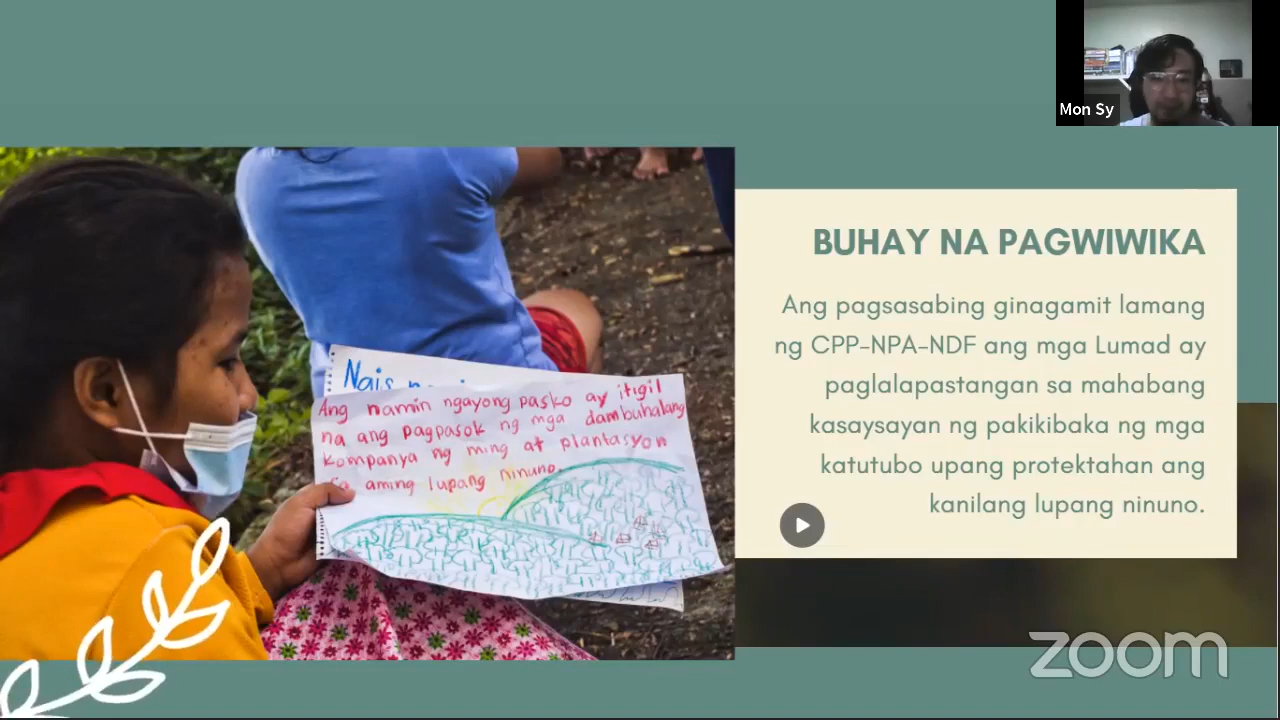 Mon Sy
BUHAY NA PAGWIWIKA
Ang pagsasabing ginagamit lamang
ng CPP-NPA-NDF ang mga Lumad ay
paglalapastangan sa mahabang
kasaysayan ng pakikibaka ng mga
katutubo upang protektahan ang
kanilang lupang ninuno.
Nais
Ang namin ngayong pasko ay itigil
na ang pagpasok ng mga dambuhalang
kompanya ng ming at plantasyon
sa aming lupang ninuno.
zoom